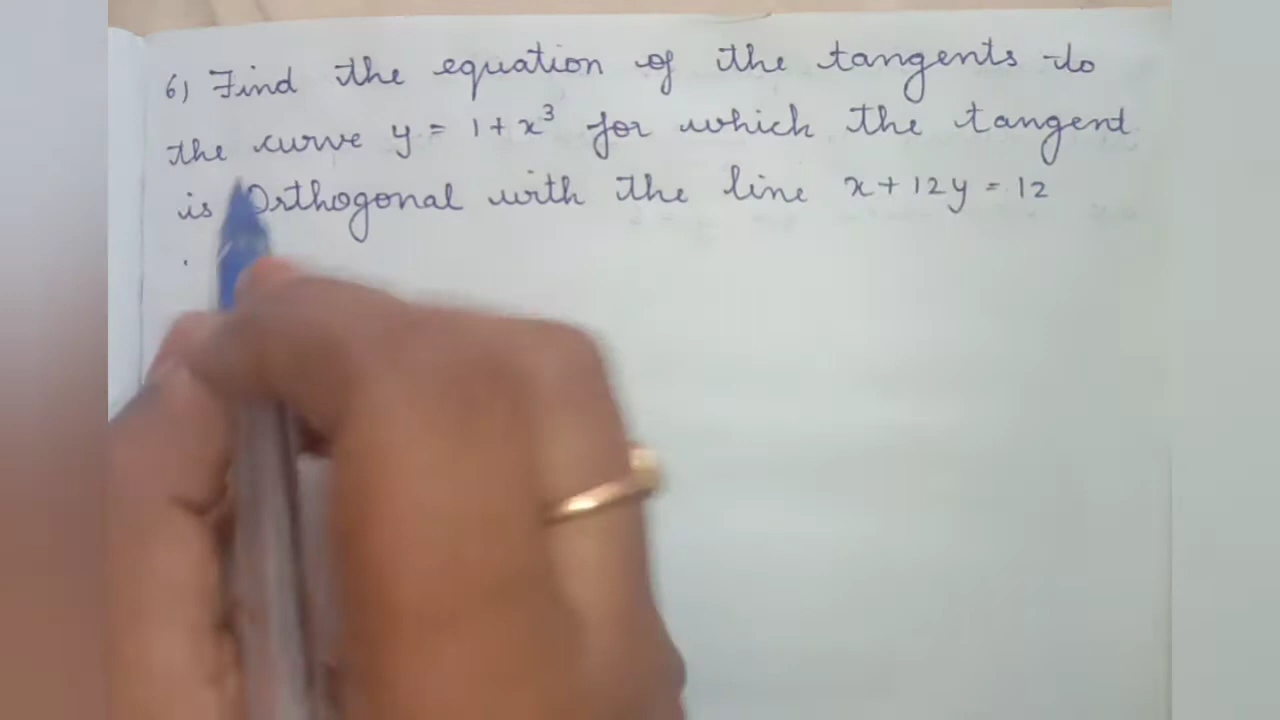 6) Find the equation of the tangents to
the curve y = 1 + x³ for which the tangent
is Orthogonal with the line x + 12y = 12